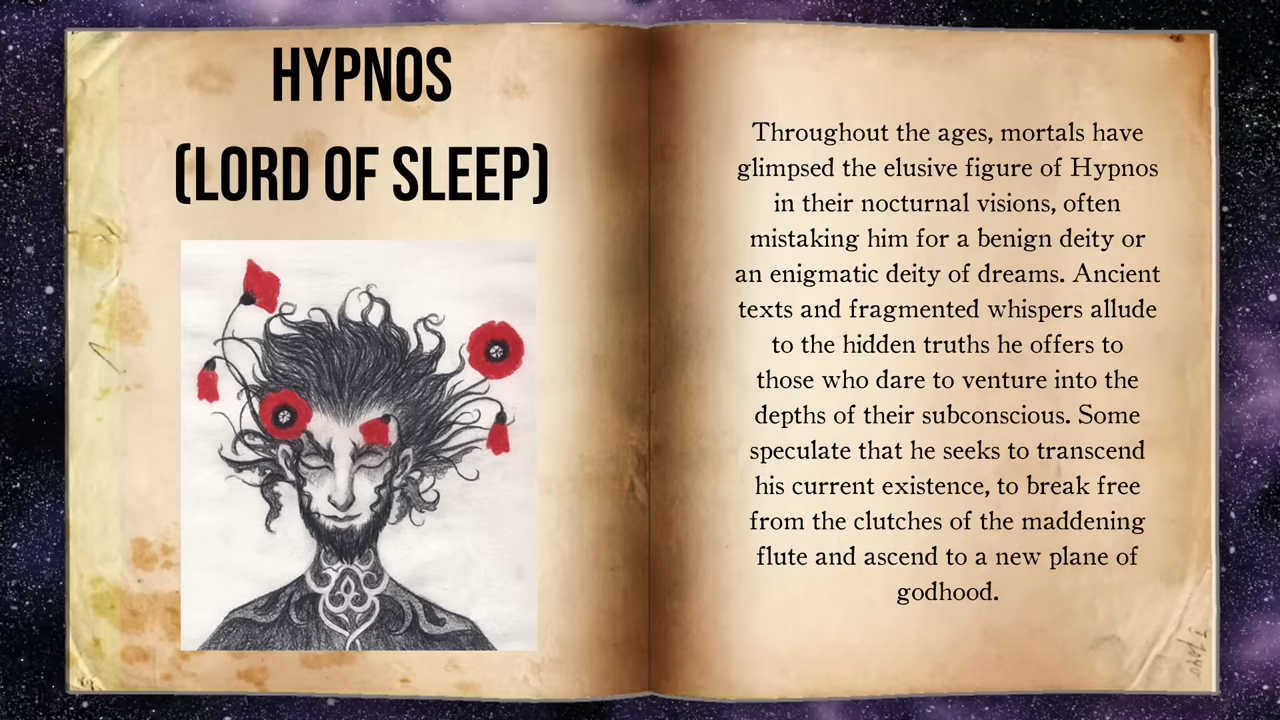 HYPNOS
(LORD OF SLEEP)
Throughout the ages, mortals have
glimpsed the elusive figure of Hypnos
in their nocturnal visions, often
mistaking him for a benign deity or
an enigmatic deity of dreams. Ancient
texts and fragmented whispers allude
to the hidden truths he offers to
those who dare to venture into the
depths of their subconscious. Some
speculate that he seeks to transcend
his current existence, to break free
from the clutches of the maddening
flute and ascend to a new plane of
godhood.